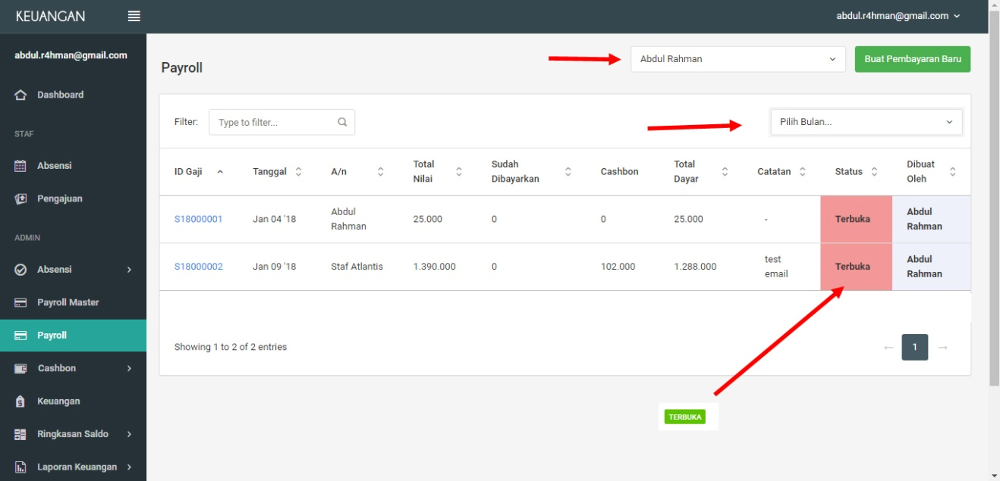 KEUANGAN
abdul.r4hman@gmail.com
abdul.r4hman@gmail.com
Dashboard
STAF
Absensi
Pengajuan
ADMIN
Absensi
Payroll Master
Payroll
Cashbon
Keuangan
Ringkasan Saldo
Laporan Keuangan
Payroll
Abdul Rahman
Buat Pembayaran Baru
Filter:
Type to filter...
Pilih Bulan...
ID Gaji
Tanggal
A/n
Total
Nilai
Sudah
Dibayarkan
Cashbon
Total
Dayar
Catatan
Status
Dibuat
Oleh
S18000001
Jan 04 '18
Abdul
Rahman
25.000
0
0
25.000
-
Terbuka
Abdul
Rahman
S18000002
Jan 09 '18
Staf Atlantis
1.390.000
0
102.000
1.288.000
test
email
Terbuka
Abdul
Rahman
Showing 1 to 2 of 2 entries
← 1 →
TERBUKA